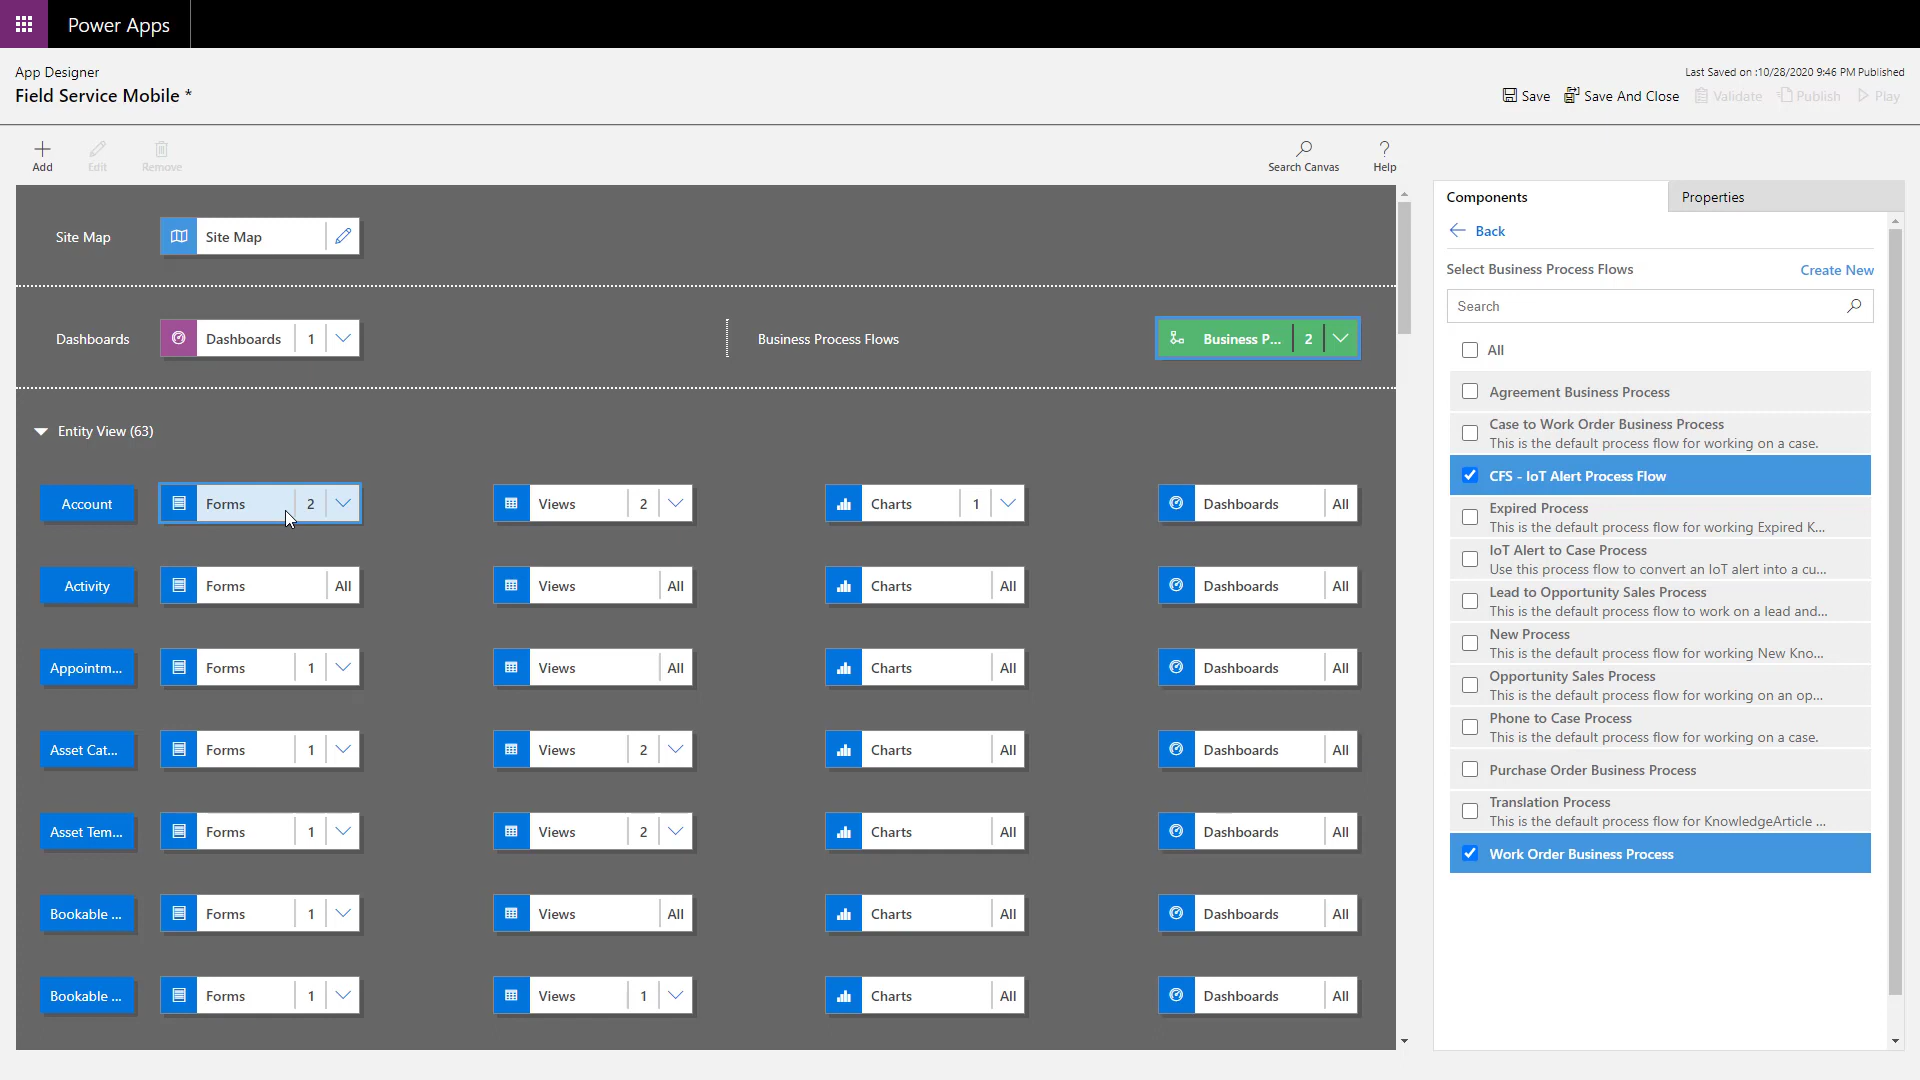 Power Apps
App Designer
Field Service Mobile *
Last Saved on :10/28/2020 9:46 PM Published
Save
Save And Close
Validate
Publish
Play
Add
Edit
Remove
Search Canvas
Help
Site Map
Site Map
Dashboards
Dashboards 1
Business Process Flows
Business P... 2
Entity View (63)
Account
Forms 2
Views 2
Charts 1
Dashboards All
Activity
Forms All
Views All
Charts All
Dashboards All
Appointm...
Forms 1
Views All
Charts All
Dashboards All
Asset Cat...
Forms 1
Views 2
Charts All
Dashboards All
Asset Tem...
Forms 1
Views 2
Charts All
Dashboards All
Bookable ...
Forms 1
Views All
Charts All
Dashboards All
Bookable ...
Forms 1
Views 1
Charts All
Dashboards All
Components
Properties
Back
Select Business Process Flows
Create New
Search
All
Agreement Business Process
Case to Work Order Business Process
This is the default process flow for working on a case.
CFS - IoT Alert Process Flow
Expired Process
This is the default process flow for working Expired K...
IoT Alert to Case Process
Use this process flow to convert an IoT alert into a cu...
Lead to Opportunity Sales Process
This is the default process flow to work on a lead and...
New Process
This is the default process flow for working New Kno...
Opportunity Sales Process
This is the default process flow for working on an op...
Phone to Case Process
This is the default process flow for working on a case.
Purchase Order Business Process
Translation Process
This is the default process flow for KnowledgeArticle ...
Work Order Business Process